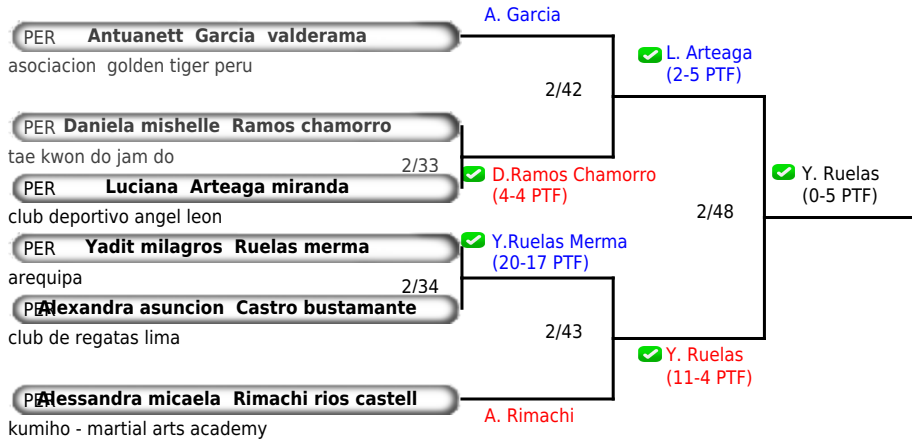 A. Garcia
PER Antuanett Garcia valderama
asociacion golden tiger peru
L. Arteaga
(2-5 PTF)
2/42
PER Daniela mishelle Ramos chamorro
tae kwon do jam do
2/33
D.Ramos Chamorro
(4-4 PTF)
PER Luciana Arteaga miranda
club deportivo angel leon
Y. Ruelas
(0-5 PTF)
2/48
PER Yadit milagros Ruelas merma
arequipa
Y.Ruelas Merma
(20-17 PTF)
2/34
PER Alexandra asuncion Castro bustamante
club de regatas lima
2/43
Y. Ruelas
(11-4 PTF)
PER Alessandra micaela Rimachi rios castell
kumiho - martial arts academy
A. Rimachi